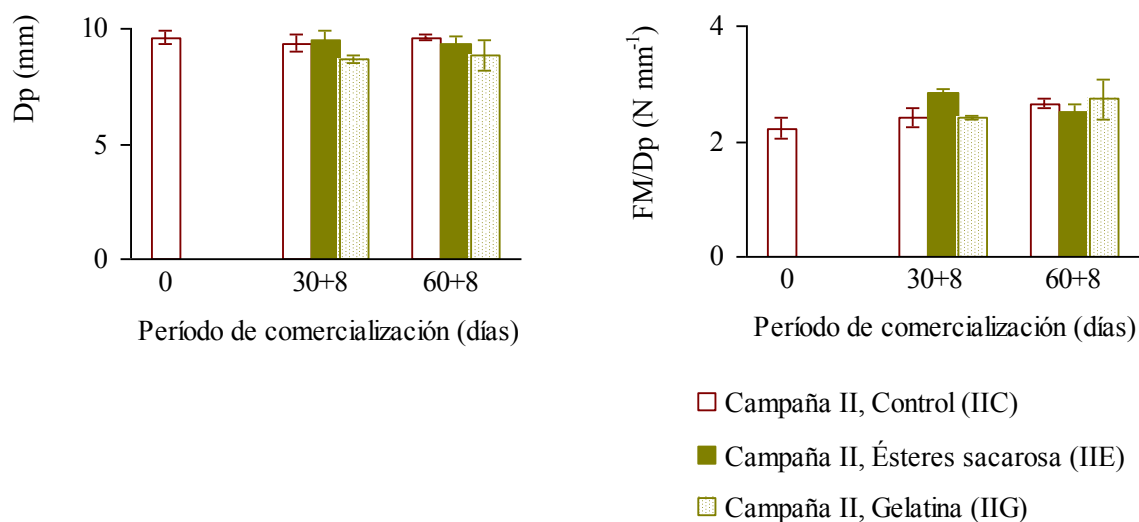 Dp (mm)
10
5
0
0
30+8
60+8
Período de comercialización (días)
FM/Dp (N mm-1)
4
2
0
0
30+8
60+8
Período de comercialización (días)
Campaña II, Control (IIC)
Campaña II, Ésteres sacarosa (IIE)
Campaña II, Gelatina (IIG)